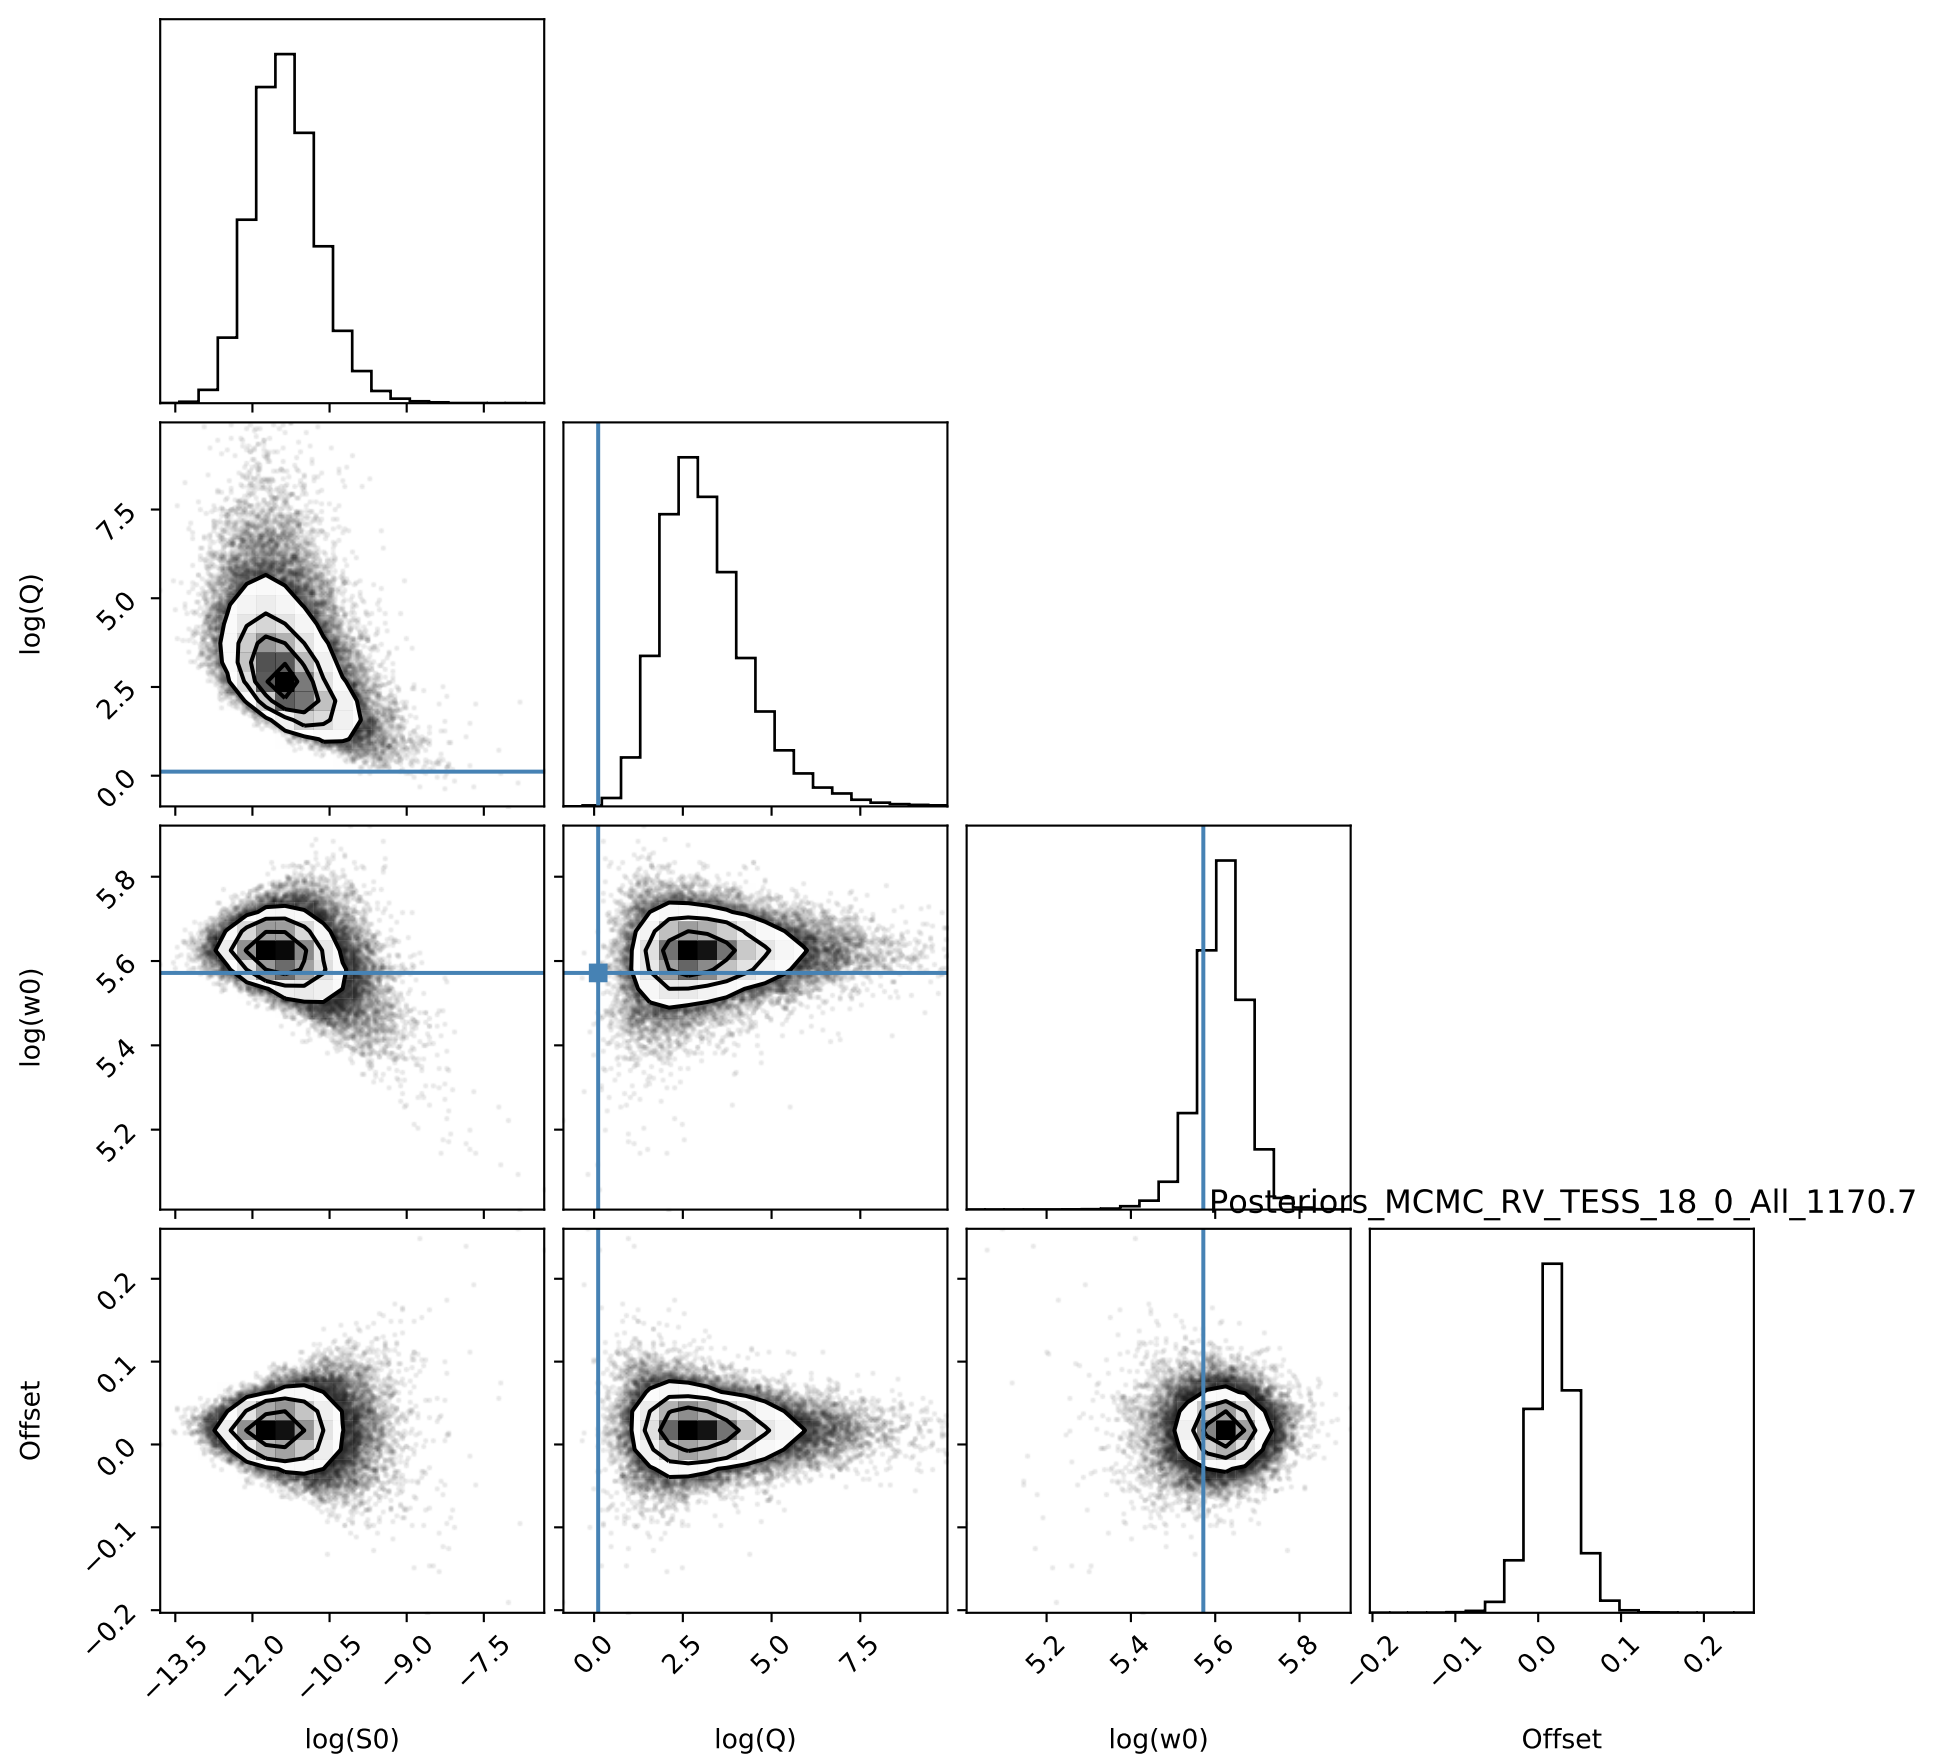 log(Q)
7.5
5.0
2.5
0.0
log(w0)
5.8
5.6
5.4
5.2
Posteriors_MCMC_RV_TESS_18_0_All_1170.7
Offset
0.2
0.1
0.0
−0.1
−0.2
−13.5 −12.0 −10.5 −9.0 −7.5
0.0 2.5 5.0 7.5
5.2 5.4 5.6 5.8
−0.2 −0.1 0.0 0.1 0.2
log(S0)
log(Q)
log(w0)
Offset